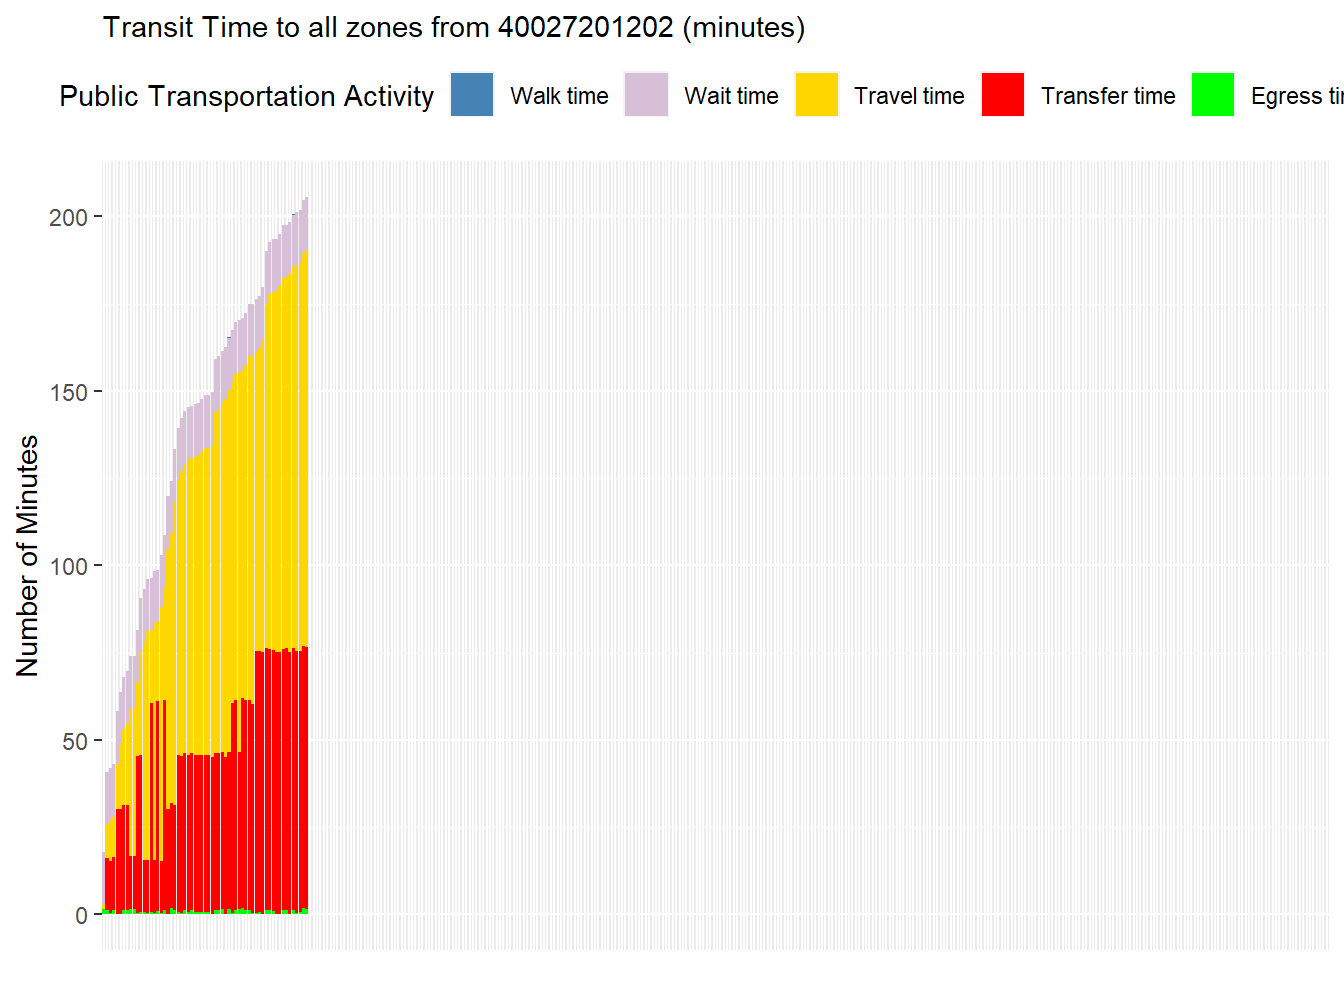 Transit Time to all zones from 40027201202 (minutes)
Public Transportation Activity Walk time Wait time Travel time Transfer time Egress
200
150
100
50
0
Number of Minutes